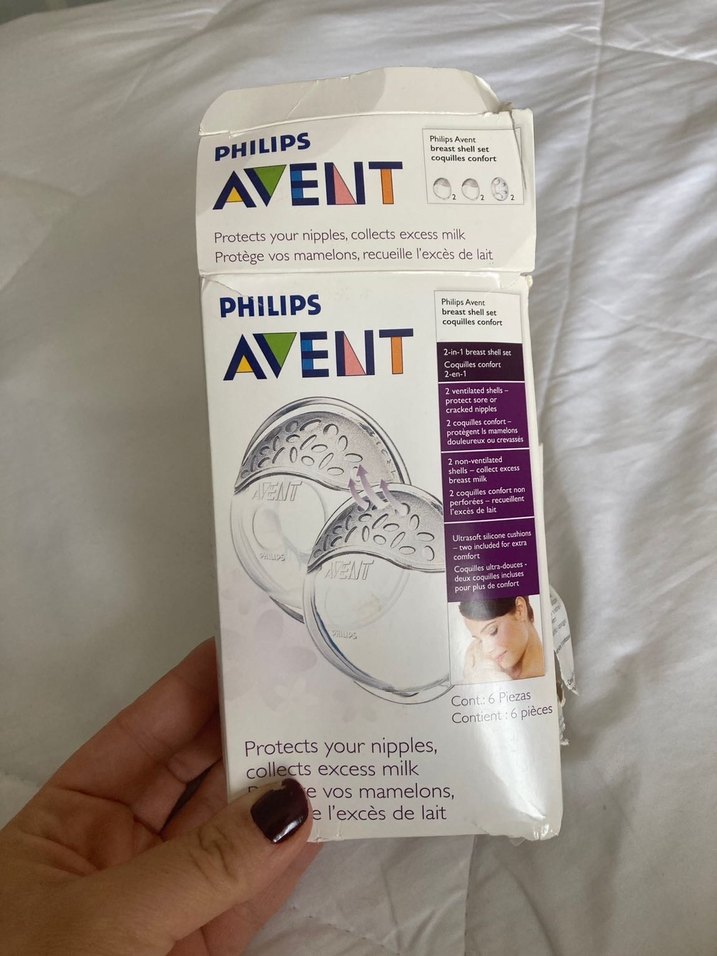 PHILIPS
AVENT
Philips Avent
breast shell set
coquilles confort
2 2 2
Protects your nipples, collects excess milk
Protège vos mamelons, recueille l'excès de lait
PHILIPS
AVENT
Philips Avent
breast shell set
coquilles confort
2-in-1 breast shell set
Coquilles confort
2-en-1
2 ventilated shells –
protect sore or
cracked nipples
2 coquilles confort –
protègent ls mamelons
douleureux ou crevassés
2 non-ventilated
shells – collect excess
breast milk
2 coquilles confort non
perforées – recueillent
l'excès de lait
Ultrasoft silicone cushions
– two included for extra
comfort
Coquilles ultra-douces -
deux coquilles incluses
pour plus de confort
AVENT
PHILIPS
AVENT
PHILIPS
Cont.: 6 Piezas
Contient : 6 pièces
Protects your nipples,
collects excess milk
vos mamelons,
l'excès de lait